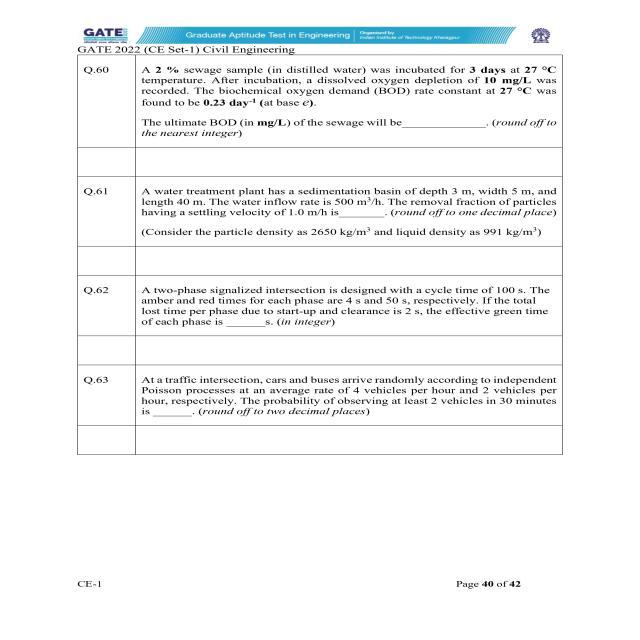 GATE
Graduate Aptitude Test in Engineering
Organised by
Indian Institute of Technology Kharagpur
GATE 2022 (CE Set-1) Civil Engineering
Q.60
A 2 % sewage sample (in distilled water) was incubated for 3 days at 27 °C
temperature. After incubation, a dissolved oxygen depletion of 10 mg/L was
recorded. The biochemical oxygen demand (BOD) rate constant at 27 °C was
found to be 0.23 day⁻¹ (at base e).
The ultimate BOD (in mg/L) of the sewage will be______________. (round off to
the nearest integer)
Q.61
A water treatment plant has a sedimentation basin of depth 3 m, width 5 m, and
length 40 m. The water inflow rate is 500 m³/h. The removal fraction of particles
having a settling velocity of 1.0 m/h is________. (round off to one decimal place)
(Consider the particle density as 2650 kg/m³ and liquid density as 991 kg/m³)
Q.62
A two-phase signalized intersection is designed with a cycle time of 100 s. The
amber and red times for each phase are 4 s and 50 s, respectively. If the total
lost time per phase due to start-up and clearance is 2 s, the effective green time
of each phase is _______s. (in integer)
Q.63
At a traffic intersection, cars and buses arrive randomly according to independent
Poisson processes at an average rate of 4 vehicles per hour and 2 vehicles per
hour, respectively. The probability of observing at least 2 vehicles in 30 minutes
is _______. (round off to two decimal places)
CE-1
Page 40 of 42